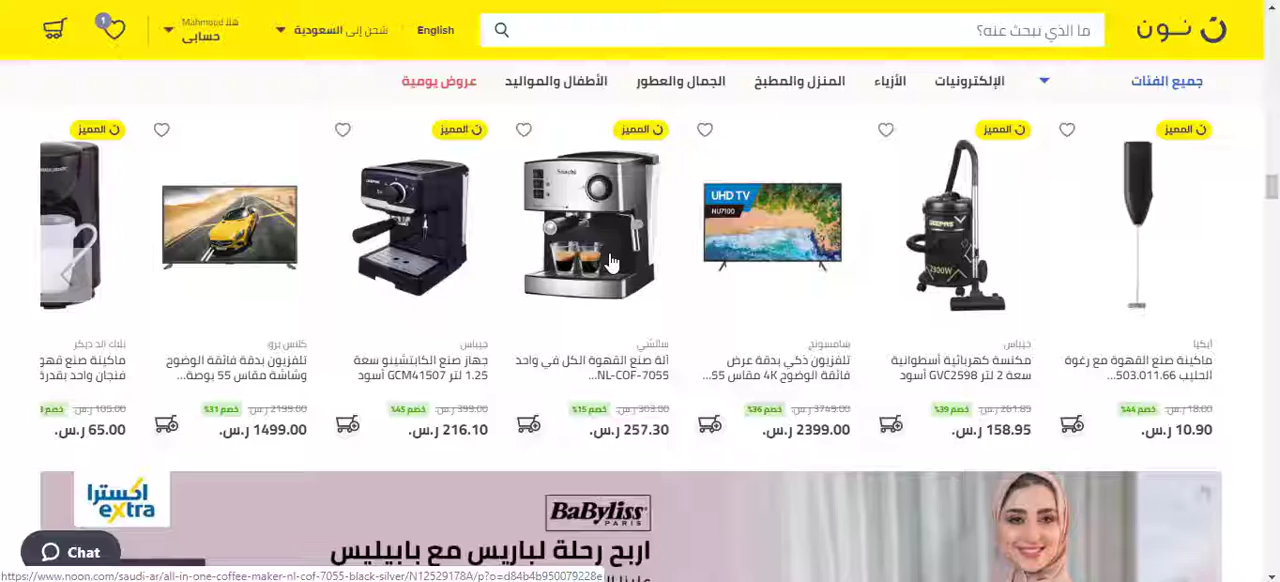 ن نون
ما الذي تبحث عنه؟
English
شحن إلى السعودية
هلا Mahmoud
حسابي
1
جميع الفئات
الإلكترونيات
الأزياء
المنزل والمطبخ
الجمال والعطور
الأطفال والمواليد
عروض يومية
ن المميز
ايكيا
ماكينة صنع القهوة مع رغوة
الحليب 503.011.66...
18.00 ر.س. خصم 44%
10.90 ر.س.
ن المميز
جيباس
مكنسة كهربائية أسطوانية
سعة 2 لتر GVC2598 أسود
261.85 ر.س. خصم 39%
158.95 ر.س.
GEEPAS
2300W
UHD TV
NU7100
سامسونج
تلفزيون ذكي بدقة عرض
فائقة الوضوح 4K مقاس 55...
3749.00 ر.س. خصم 36%
2399.00 ر.س.
ن المميز
ساتشي
آلة صنع القهوة الكل في واحد
NL-COF-7055...
303.00 ر.س. خصم 15%
257.30 ر.س.
ن المميز
جيباس
جهاز صنع الكابتشينو سعة
1.25 لتر GCM41507 أسود
399.00 ر.س. خصم 45%
216.10 ر.س.
كلاس برو
تلفزيون بدقة فائقة الوضوح
وشاشة مقاس 55 بوصة...
2199.00 ر.س. خصم 31%
1499.00 ر.س.
ن المميز
بلاك اند ديكر
ماكينة صنع قهو
فنجان واحد بقدرة
105.00 ر.س. خصم
65.00 ر.س.
اكسترا
extra
BaByliss
PARIS
اربح رحلة لباريس مع بابيليس
Chat
https://www.noon.com/saudi-ar/all-in-one-coffee-maker-nl-cof-7055-black-silver/N12529178A/p?o=d84b4b950079228e